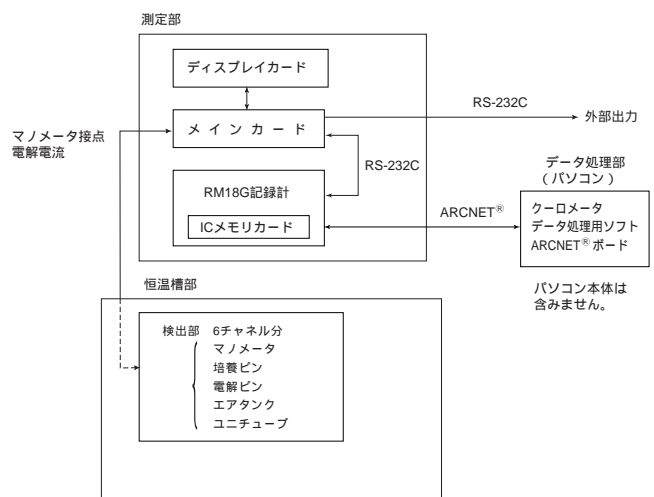 測定部
ディスプレイカード
メインカード
RS-232C
外部出力
マノメータ接点
電解電流
RS-232C
RM18G記録計
ICメモリカード
ARCNET®
データ処理部
（パソコン）
クーロメータ
データ処理用ソフト
ARCNET®ボード
パソコン本体は
含みません。
恒温槽部
検出部 6チャネル分
マノメータ
培養ビン
電解ビン
エアタンク
ユニチューブ